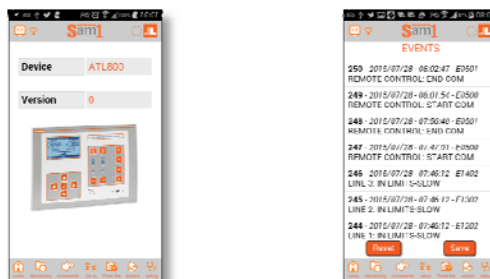 Sam1
Device ATL800
Version 0
Sam1
EVENTS
250 - 2015/07/28 - 08:02:47 - E0501
REMOTE CONTROL: END COM
249 - 2015/07/28 - 08:01:54 - E0500
REMOTE CONTROL: START COM
248 - 2015/07/28 - 07:56:40 - E0501
REMOTE CONTROL: END COM
247 - 2015/07/28 - 07:47:01 - E0500
REMOTE CONTROL: START COM
246 - 2015/07/28 - 07:46:12 - E1402
LINE 3: IN LIMITS-SLOW
245 - 2015/07/28 - 07:46:12 - E1302
LINE 2: IN LIMITS-SLOW
244 - 2015/07/28 - 07:46:12 - E1202
LINE 1: IN LIMITS-SLOW
Reset Save